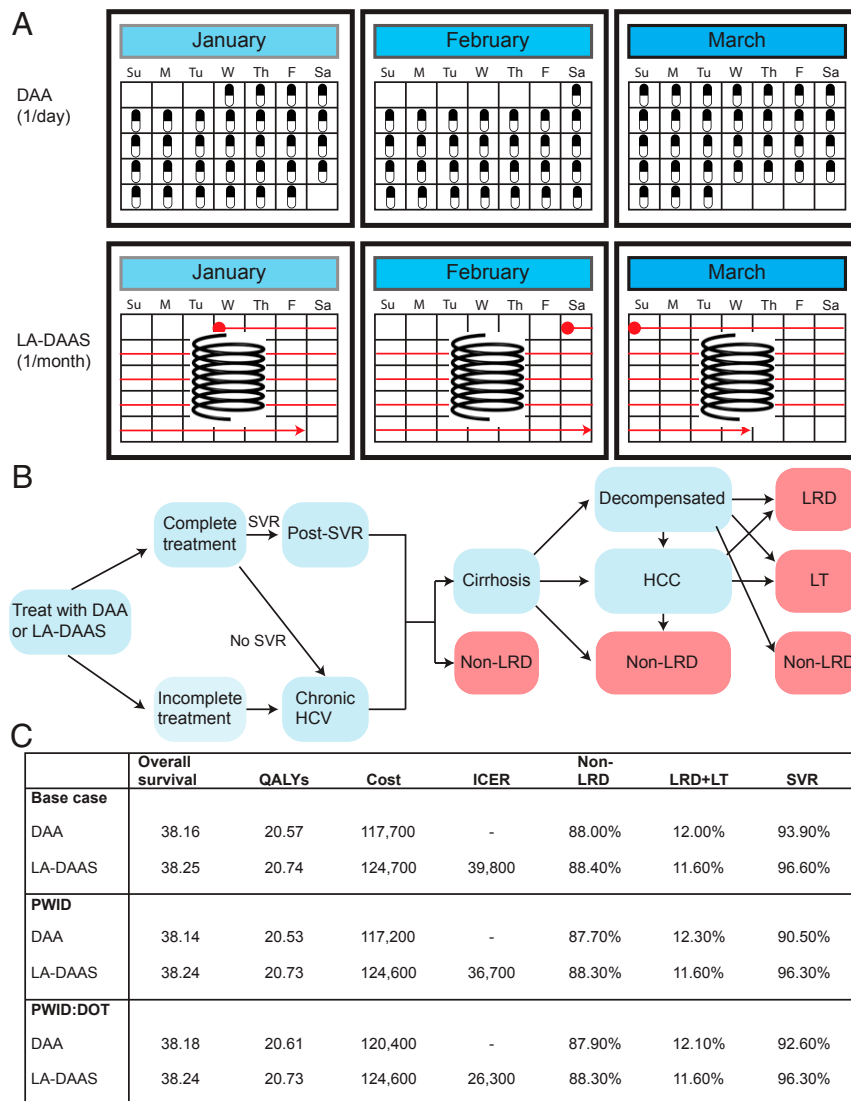 A
January February March
Su M Tu W Th F Sa Su M Tu W Th F Sa Su M Tu W Th F Sa
DAA
(1/day)
January February March
Su M Tu W Th F Sa Su M Tu W Th F Sa Su M Tu W Th F Sa
LA-DAAS
(1/month)
B
Treat with DAA
or LA-DAAS
Complete
treatment
SVR
Post-SVR
No SVR
Incomplete
treatment
Chronic
HCV
Cirrhosis
Non-LRD
Decompensated
HCC
Non-LRD
LRD
LT
Non-LRD
C
Overall survival QALYs Cost ICER Non-LRD LRD+LT SVR
Base case
DAA 38.16 20.57 117,700 - 88.00% 12.00% 93.90%
LA-DAAS 38.25 20.74 124,700 39,800 88.40% 11.60% 96.60%
PWID
DAA 38.14 20.53 117,200 - 87.70% 12.30% 90.50%
LA-DAAS 38.24 20.73 124,600 36,700 88.30% 11.60% 96.30%
PWID:DOT
DAA 38.18 20.61 120,400 - 87.90% 12.10% 92.60%
LA-DAAS 38.24 20.73 124,600 26,300 88.30% 11.60% 96.30%